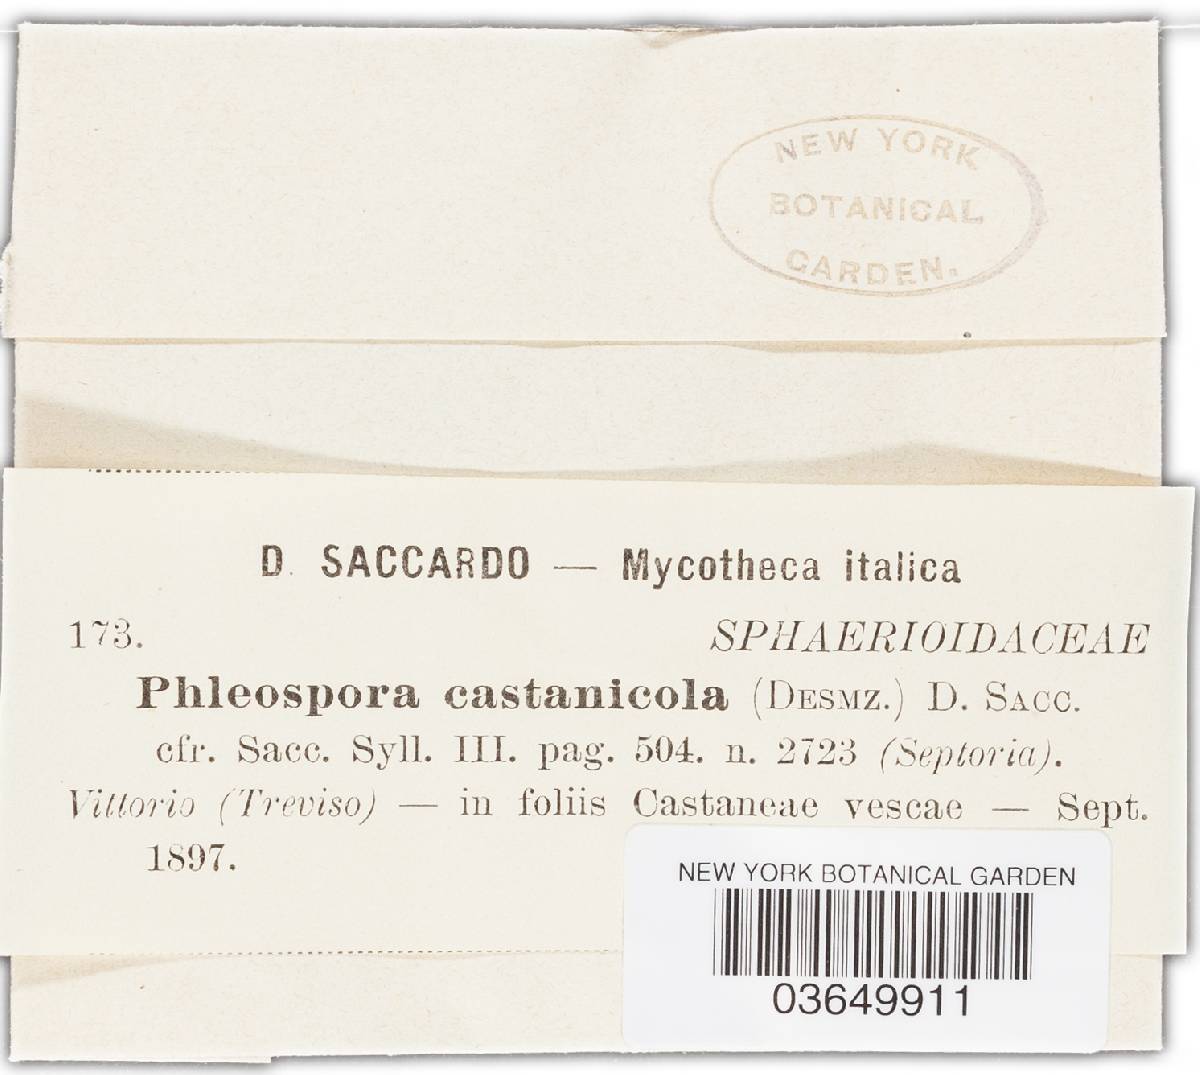 NEW YORK
BOTANICAL
GARDEN.
D. SACCARDO — Mycotheca italica
173. SPHAERIOIDACEAE
Phleospora castanicola (DESMZ.) D. SACC.
cfr. Sacc. Syll. III. pag. 504. n. 2723 (Septoria).
Vittorio (Treviso) — in foliis Castaneae vescae — Sept.
1897.
NEW YORK BOTANICAL GARDEN
03649911